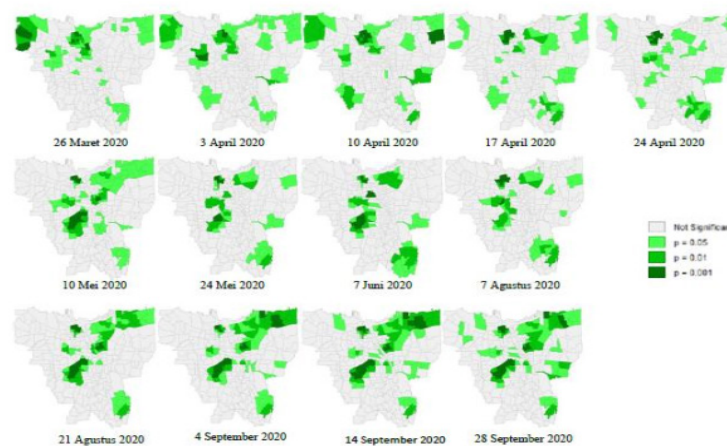 26 Maret 2020
3 April 2020
10 April 2020
17 April 2020
24 April 2020
10 Mei 2020
24 Mei 2020
7 Juni 2020
7 Agustus 2020
Not Significa
p = 0.05
p = 0.01
p = 0.001
21 Agustus 2020
4 September 2020
14 September 2020
28 September 2020